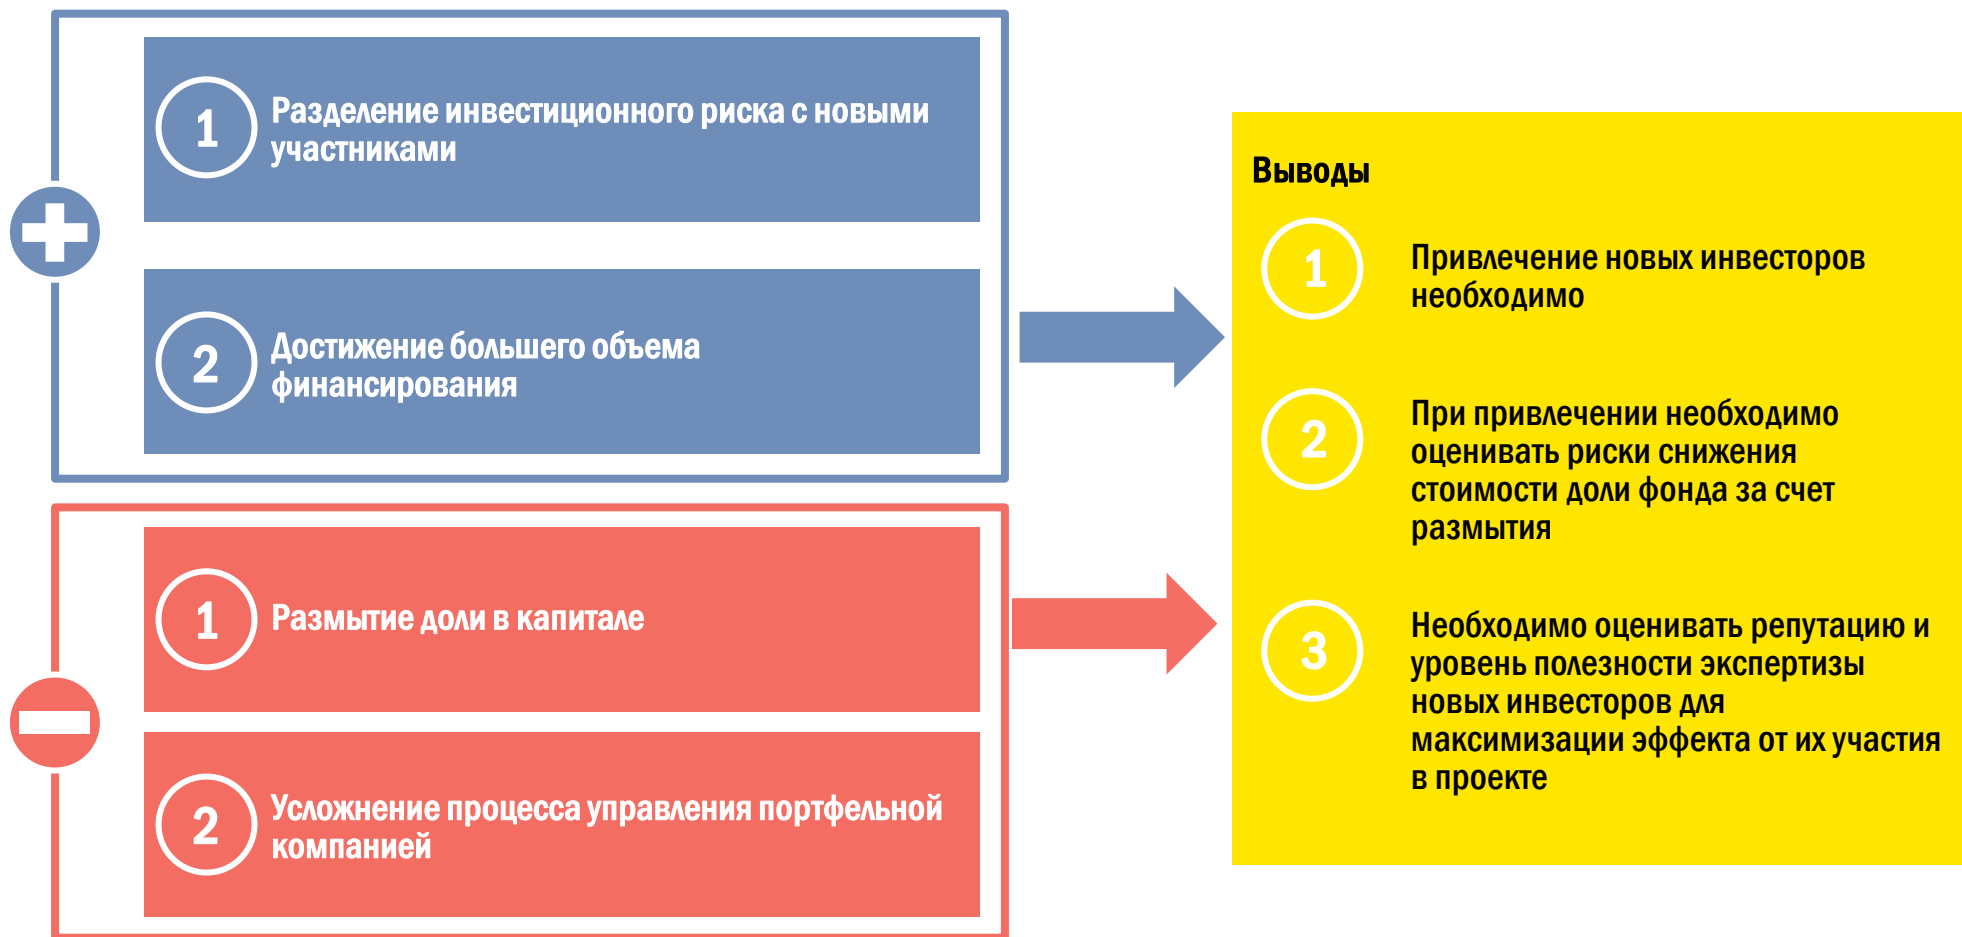 1
Разделение инвестиционного риска с новыми
участниками
2
Достижение большего объема
финансирования
1
Размытие доли в капитале
2
Усложнение процесса управления портфельной
компанией
Выводы
1
Привлечение новых инвесторов
необходимо
2
При привлечении необходимо
оценивать риски снижения
стоимости доли фонда за счет
размытия
3
Необходимо оценивать репутацию и
уровень полезности экспертизы
новых инвесторов для
максимизации эффекта от их участия
в проекте